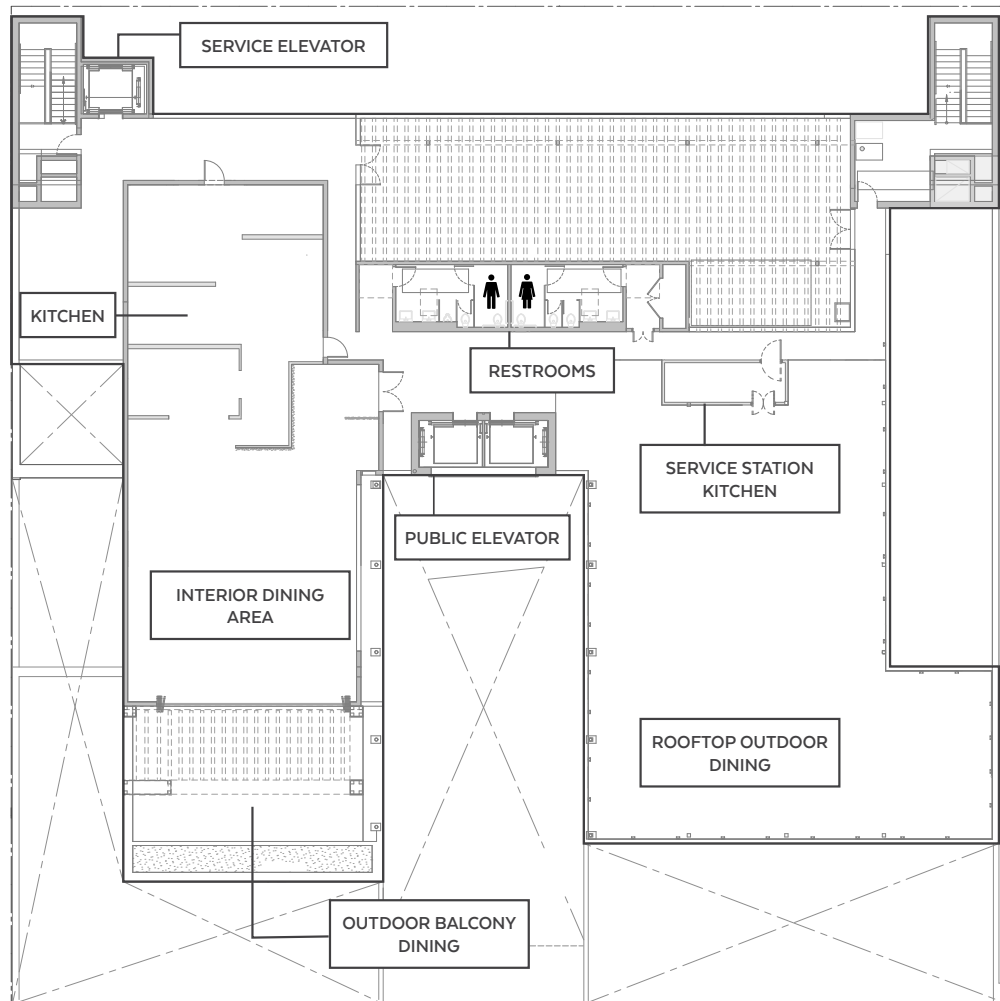 SERVICE ELEVATOR
KITCHEN
RESTROOMS
SERVICE STATION
KITCHEN
PUBLIC ELEVATOR
INTERIOR DINING
AREA
ROOFTOP OUTDOOR
DINING
OUTDOOR BALCONY
DINING